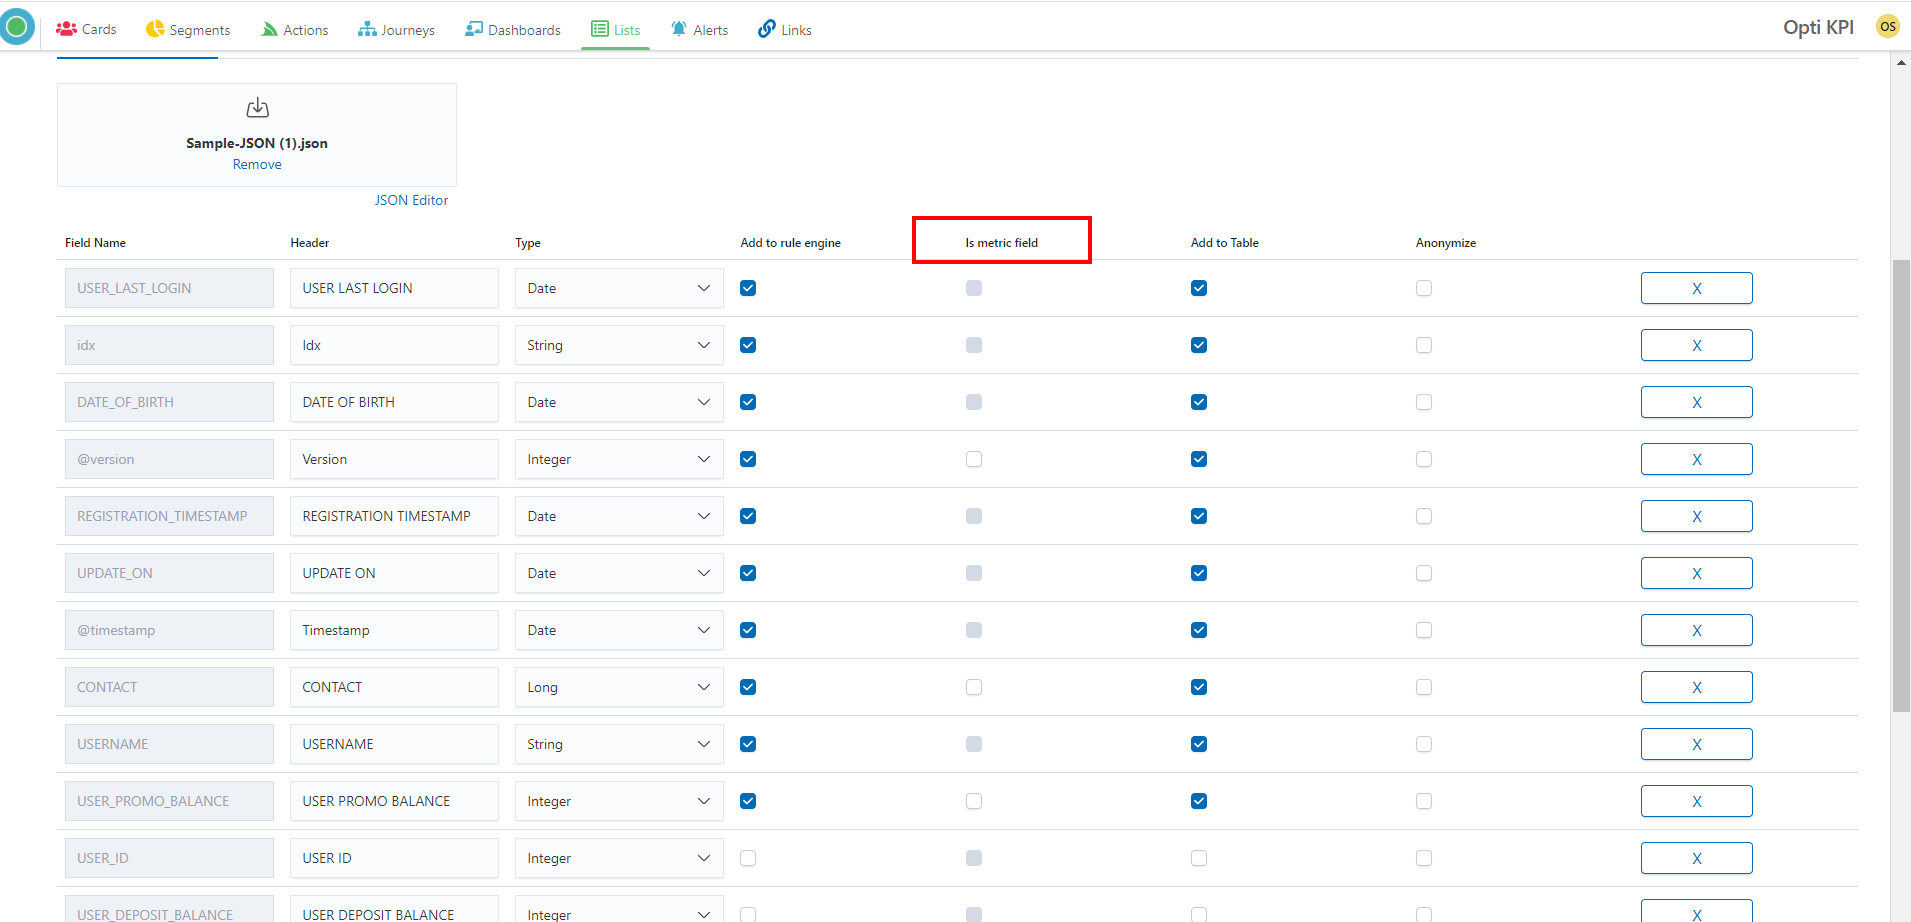 Cards Segments Actions Journeys Dashboards Lists Alerts Links Opti KPI OS
Sample-JSON (1).json
Remove
JSON Editor
Field Name Header Type Add to rule engine Is metric field Add to Table Anonymize
USER_LAST_LOGIN USER LAST LOGIN Date X
idx Idx String X
DATE_OF_BIRTH DATE OF BIRTH Date X
@version Version Integer X
REGISTRATION_TIMESTAMP REGISTRATION TIMESTAMP Date X
UPDATE_ON UPDATE ON Date X
@timestamp Timestamp Date X
CONTACT CONTACT Long X
USERNAME USERNAME String X
USER_PROMO_BALANCE USER PROMO BALANCE Integer X
USER_ID USER ID Integer X
USER_DEPOSIT_BALANCE USER DEPOSIT BALANCE Integer X